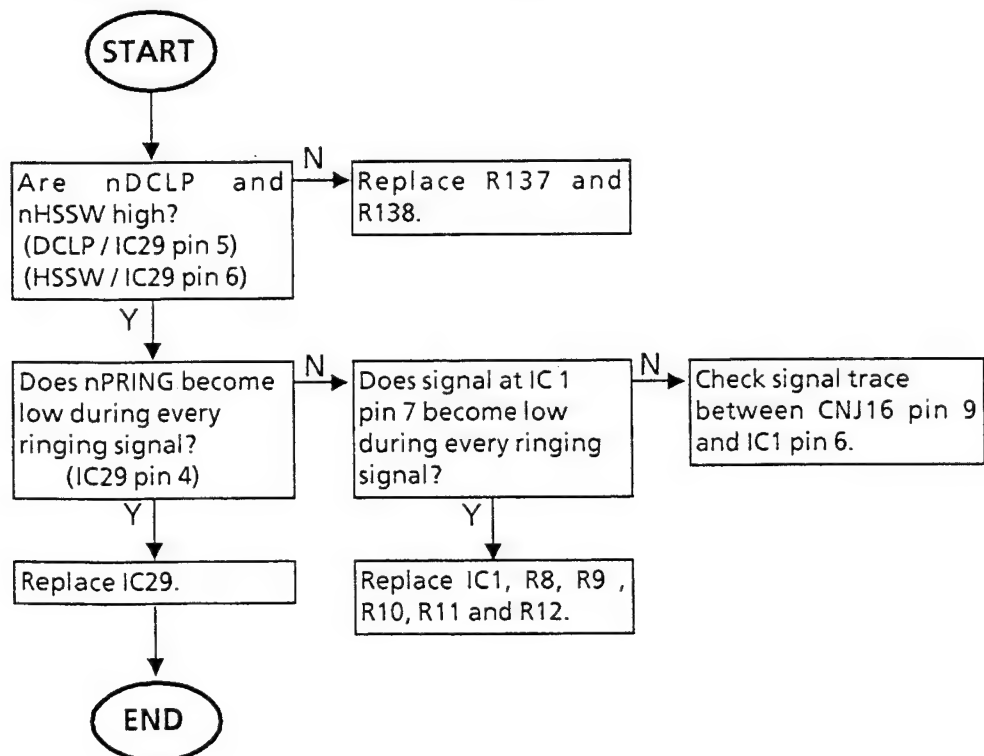 START
Are nDCLP and
nHSSW high?
(DCLP / IC29 pin 5)
(HSSW / IC29 pin 6)
N
Replace R137 and
R138.
Y
Does nPRING become
low during every
ringing signal?
(IC29 pin 4)
N
Does signal at IC 1
pin 7 become low
during every ringing
signal?
N
Check signal trace
between CNJ16 pin 9
and IC1 pin 6.
Y
Replace IC29.
Y
Replace IC1, R8, R9 ,
R10, R11 and R12.
END